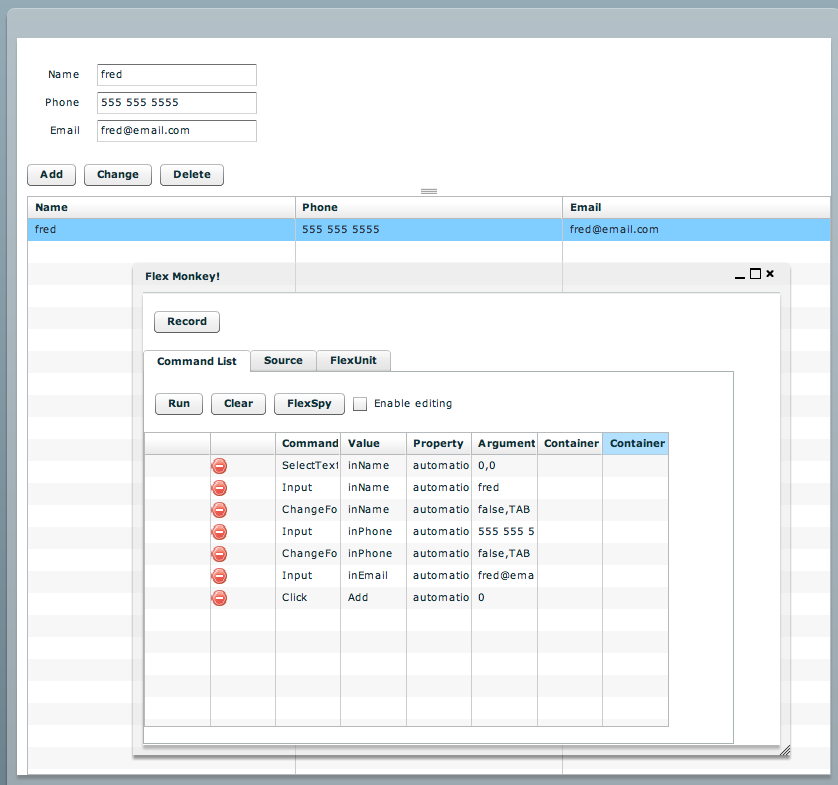 Name fred
Phone 555 555 5555
Email fred@email.com
Add Change Delete
Name Phone Email
fred 555 555 5555 fred@email.com
Flex Monkey!
Record
Command List Source FlexUnit
Run Clear FlexSpy Enable editing
Command Value Property Argument Container Container
SelectText inName automatio 0,0
Input inName automatio fred
ChangeFo inName automatio false,TAB
Input inPhone automatio 555 555 5
ChangeFo inPhone automatio false,TAB
Input inEmail automatio fred@ema
Click Add automatio 0